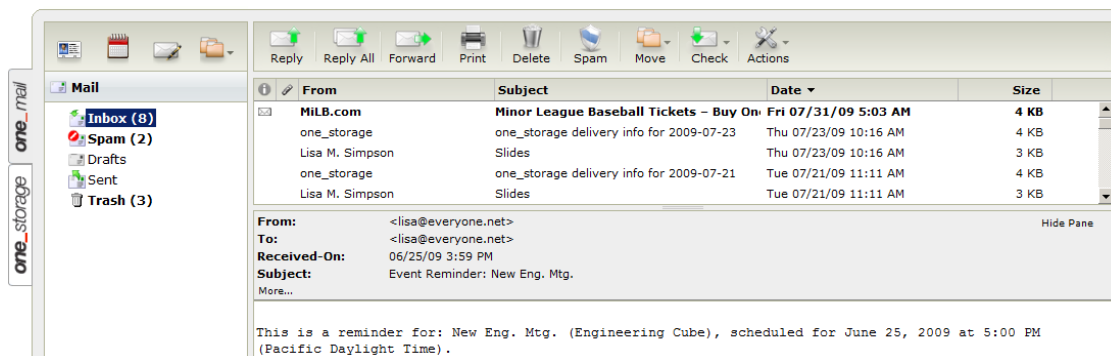 one_mail
one_storage
Reply Reply All Forward Print Delete Spam Move Check Actions
Mail
Inbox (8)
Spam (2)
Drafts
Sent
Trash (3)
From Subject Date Size
MiLB.com Minor League Baseball Tickets – Buy On Fri 07/31/09 5:03 AM 4 KB
one_storage one_storage delivery info for 2009-07-23 Thu 07/23/09 10:16 AM 4 KB
Lisa M. Simpson Slides Thu 07/23/09 10:16 AM 3 KB
one_storage one_storage delivery info for 2009-07-21 Tue 07/21/09 11:11 AM 4 KB
Lisa M. Simpson Slides Tue 07/21/09 11:11 AM 3 KB
From: <lisa@everyone.net> Hide Pane
To: <lisa@everyone.net>
Received-On: 06/25/09 3:59 PM
Subject: Event Reminder: New Eng. Mtg.
More...
This is a reminder for: New Eng. Mtg. (Engineering Cube), scheduled for June 25, 2009 at 5:00 PM
(Pacific Daylight Time).